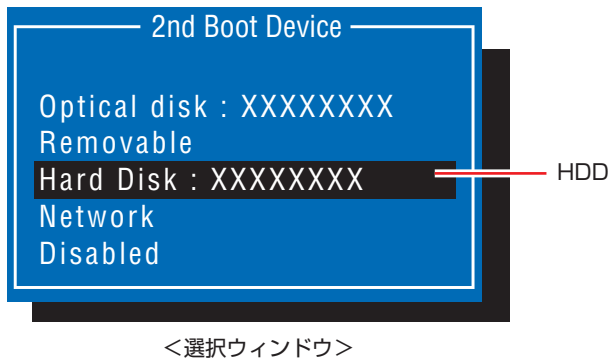 2nd Boot Device
Optical disk : XXXXXXXX
Removable
Hard Disk : XXXXXXXX
HDD
Network
Disabled
＜選択ウィンドウ＞